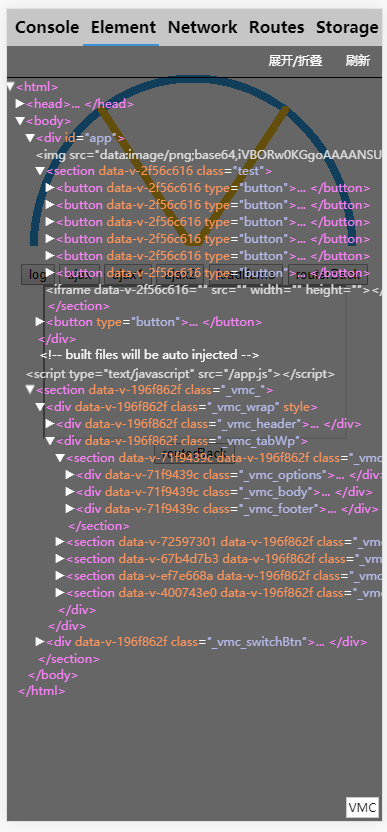 Console Element Network Routes Storage
展开/折叠 刷新
▼<html>
▶<head>... </head>
▼<body>
▼<div id="app">
<img src="data:image/png;base64,iVBORw0KGgoAAAANSU
▼<section data-v-2f56c616 class="test">
▶<button data-v-2f56c616 type="button">... </button>
▶<button data-v-2f56c616 type="button">... </button>
▶<button data-v-2f56c616 type="button">... </button>
▶<button data-v-2f56c616 type="button">... </button>
▶<button data-v-2f56c616 type="button">... </button>
▶<button data-v-2f56c616 type="button">... </button>
log
<iframe data-v-2f56c616="" src="" width="" height=""></
</section>
▶<button type="button">... </button>
</div>
<!-- built files will be auto injected -->
<script type="text/javascript" src="/app.js"></script>
▼<section data-v-196f862f class="_vmc_">
▼<div data-v-196f862f class="_vmc_wrap" style>
▶<div data-v-196f862f class="_vmc_header">... </div>
▼<div data-v-196f862f class="_vmc_tabWp">
▼<section data-v-71f9439c data-v-196f862f class="_vmc
▶<div data-v-71f9439c class="_vmc_options">... </div>
▶<div data-v-71f9439c class="_vmc_body">... </div>
▶<div data-v-71f9439c class="_vmc_footer">... </div>
</section>
▶<section data-v-72597301 data-v-196f862f class="_vm
▶<section data-v-67b4d7b3 data-v-196f862f class="_vm
▶<section data-v-ef7e668a data-v-196f862f class="_vm
▶<section data-v-400743e0 data-v-196f862f class="_vm
</div>
</div>
▶<div data-v-196f862f class="_vmc_switchBtn">... </div>
</section>
</body>
</html>
VMC